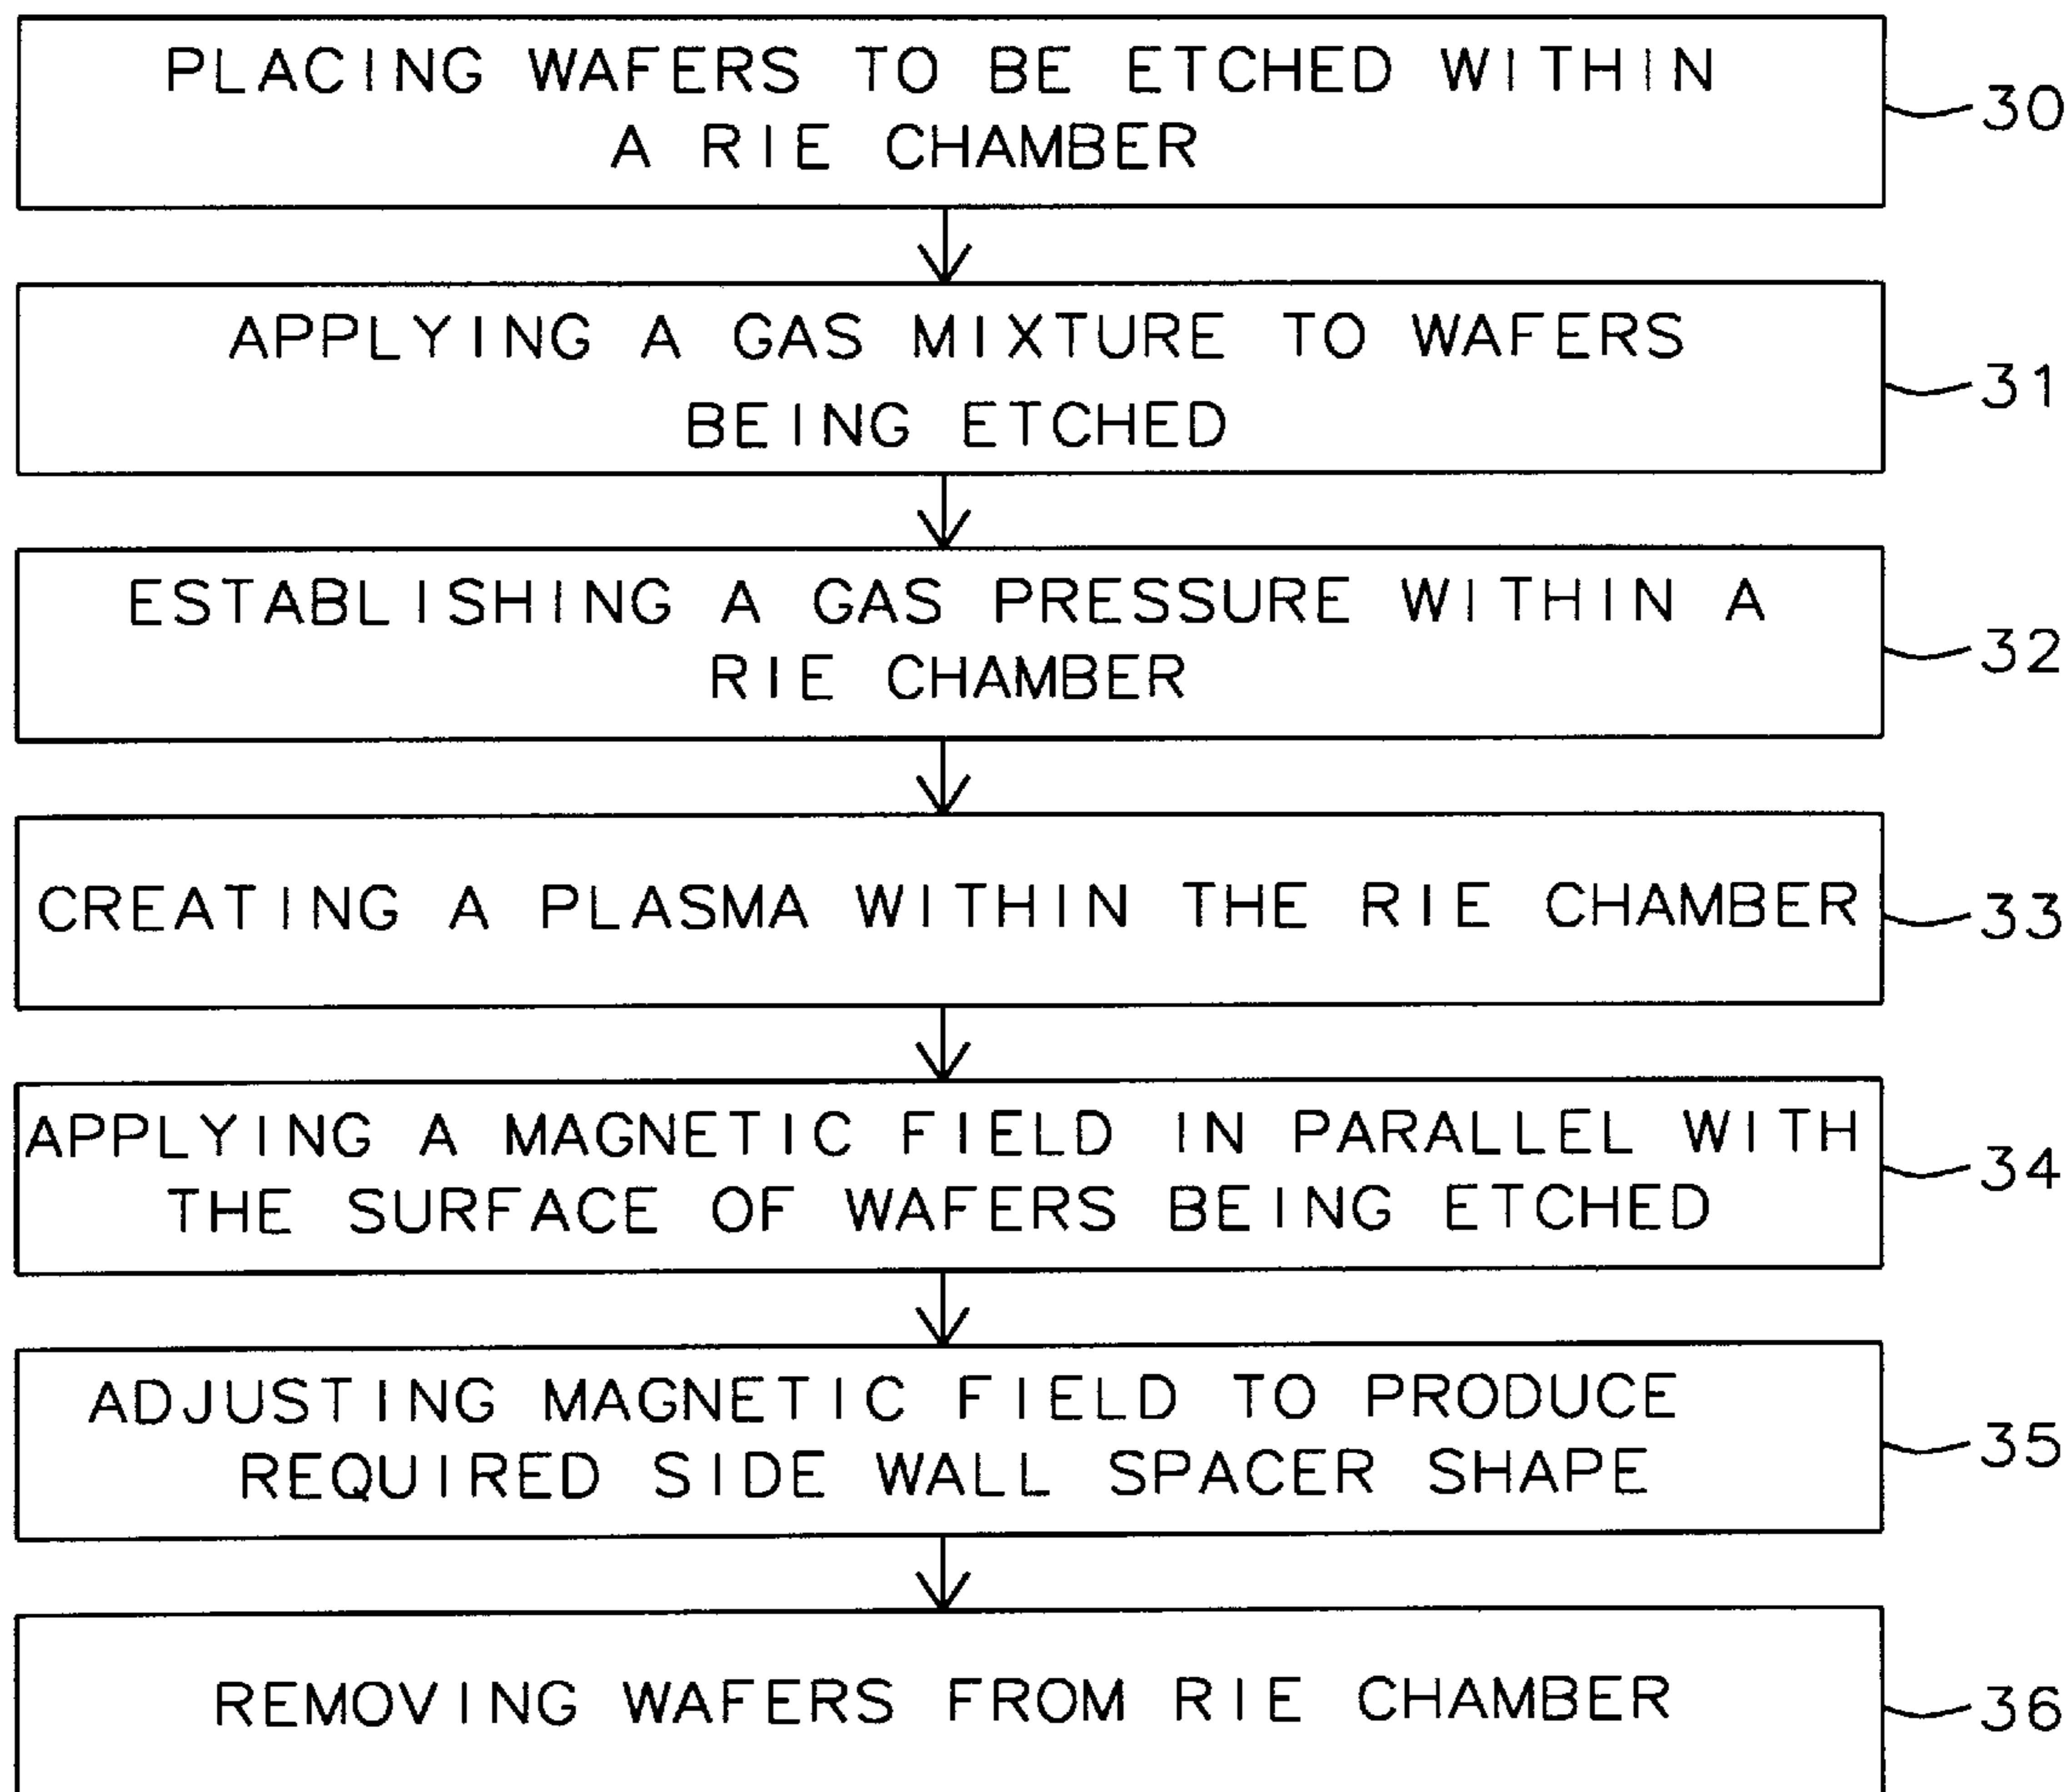 PLACING WAFERS TO BE ETCHED WITHIN
A RIE CHAMBER
30
APPLYING A GAS MIXTURE TO WAFERS
BEING ETCHED
31
ESTABLISHING A GAS PRESSURE WITHIN A
RIE CHAMBER
32
CREATING A PLASMA WITHIN THE RIE CHAMBER
33
APPLYING A MAGNETIC FIELD IN PARALLEL WITH
THE SURFACE OF WAFERS BEING ETCHED
34
ADJUSTING MAGNETIC FIELD TO PRODUCE
REQUIRED SIDE WALL SPACER SHAPE
35
REMOVING WAFERS FROM RIE CHAMBER
36